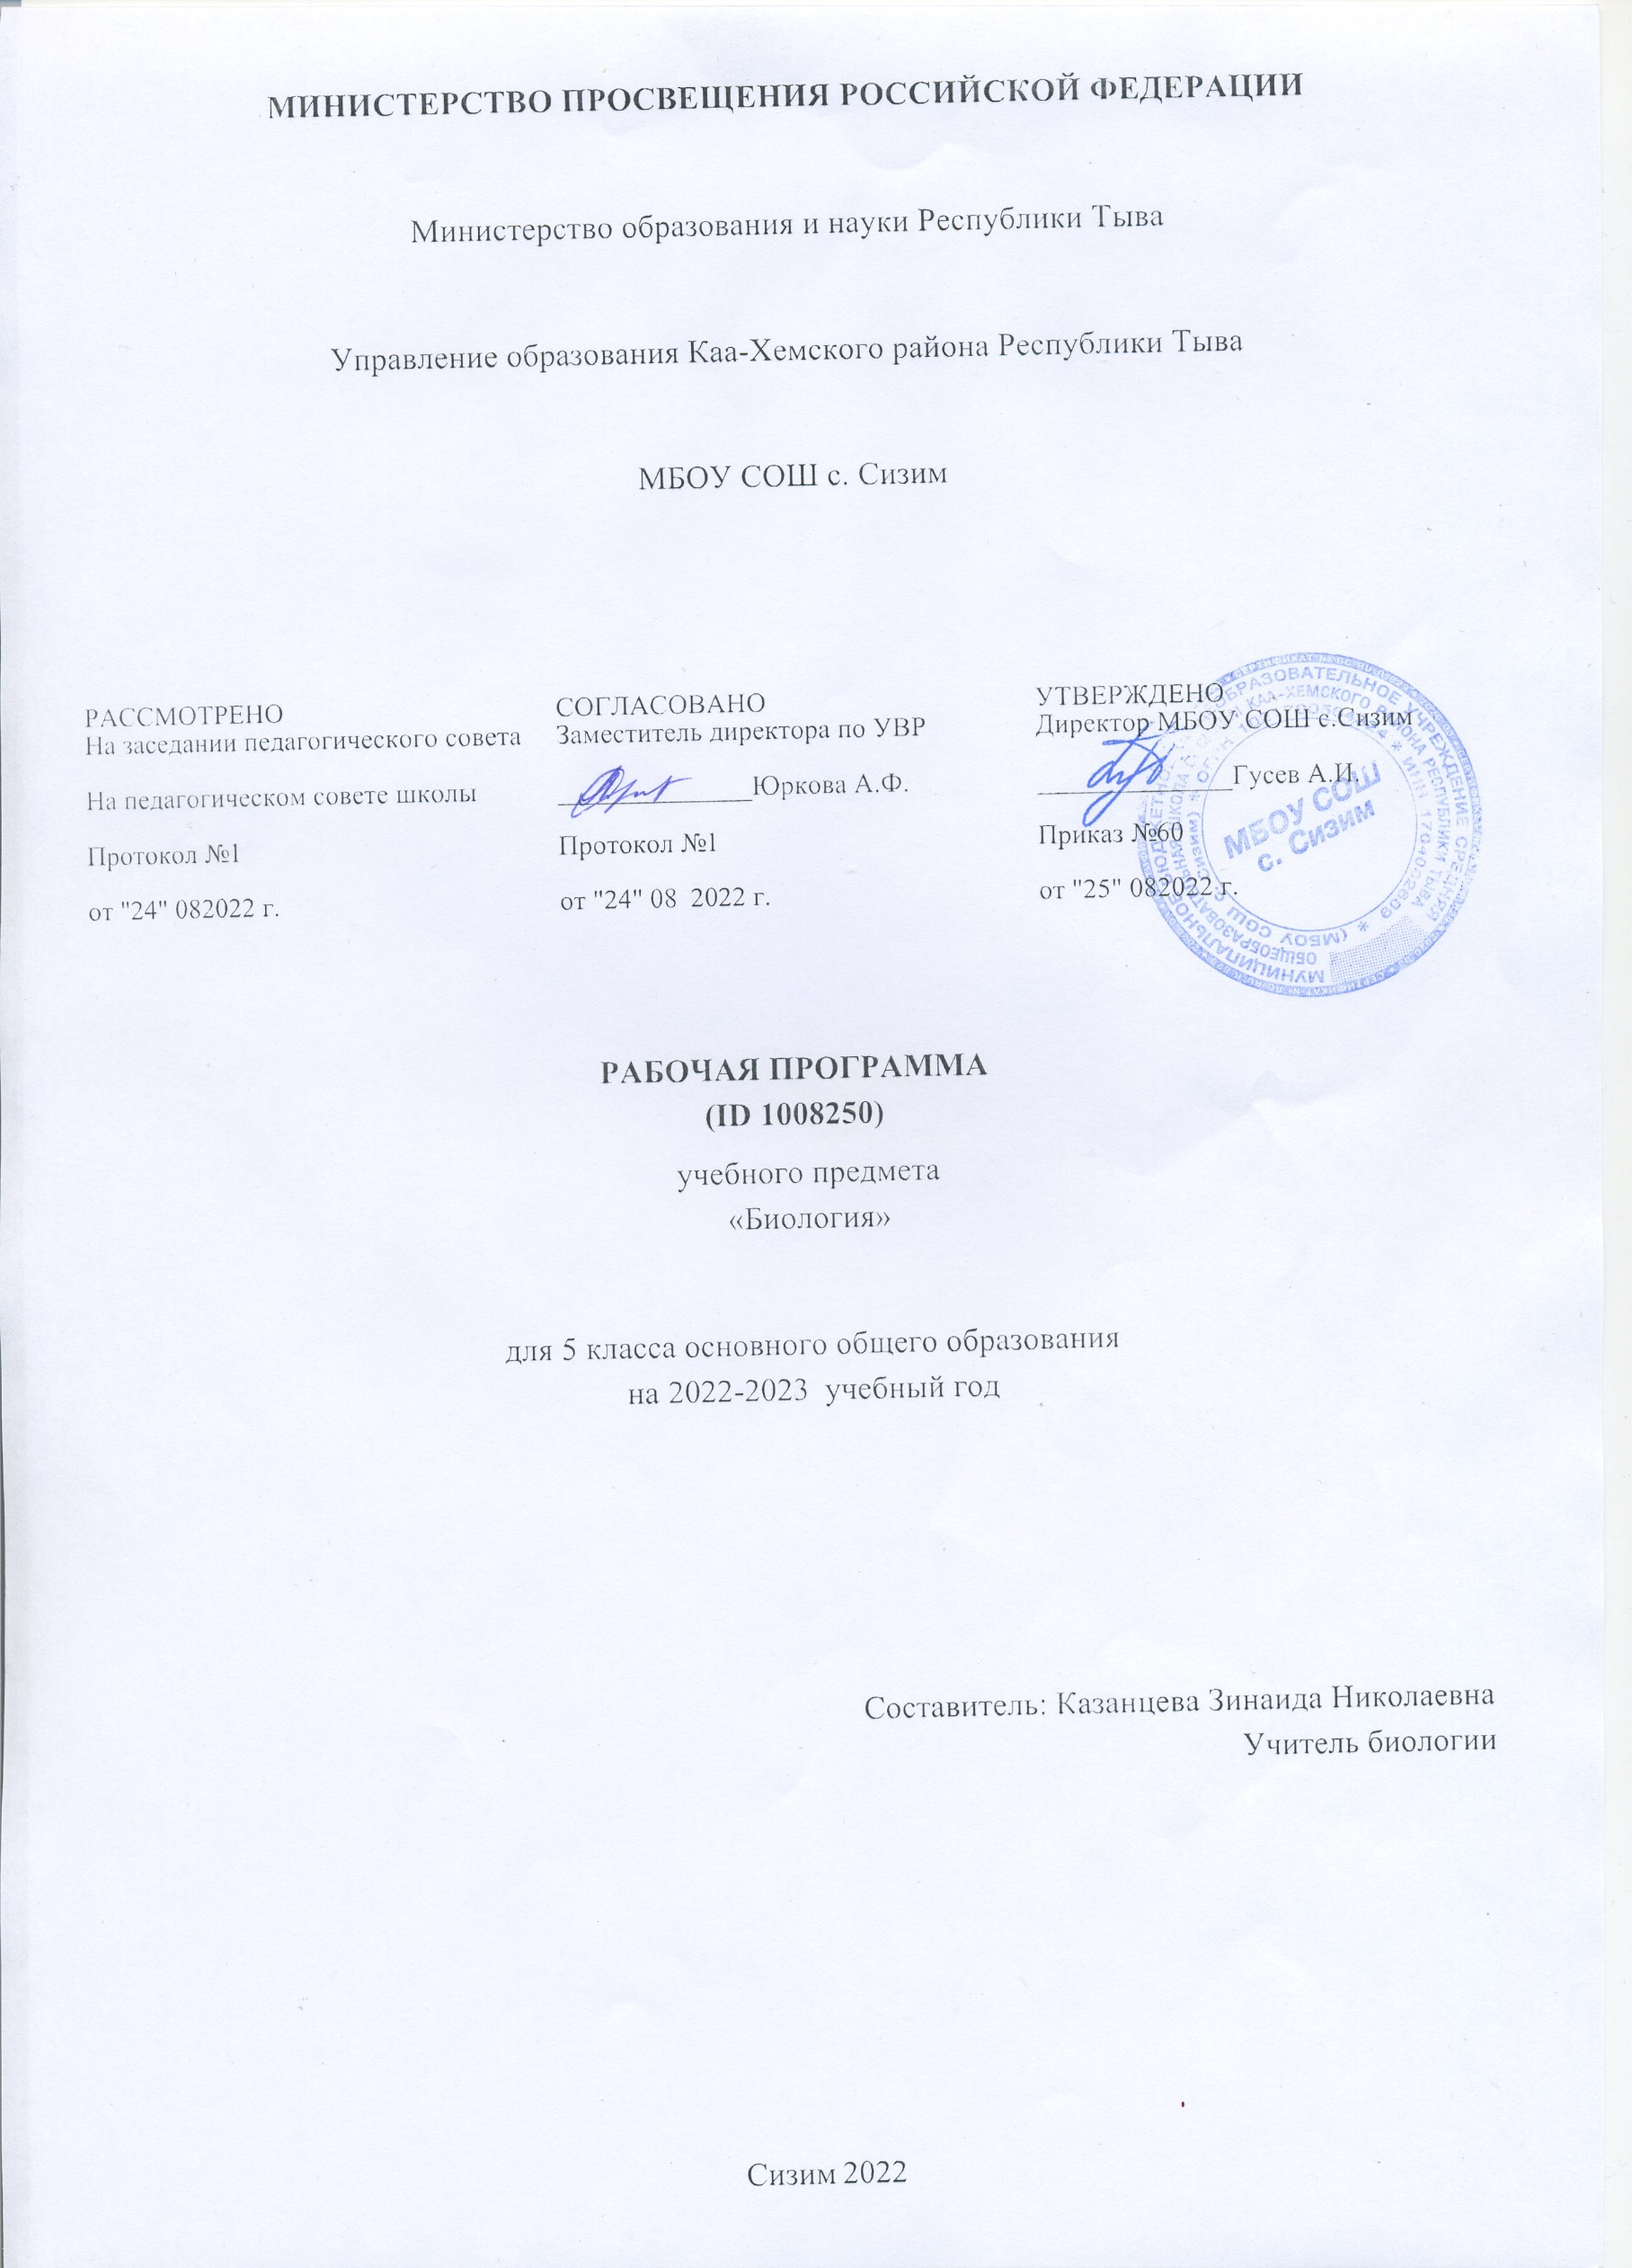 МИНИСТЕРСТВО ПРОСВЕЩЕНИЯ РОССИЙСКОЙ ФЕДЕРАЦИИ
Министерство образования и науки Республики Тыва
Управление образования Каа-Хемского района Республики Тыва
МБОУ СОШ с. Сизим
РАССМОТРЕНО
На заседании педагогического совета
На педагогическом совете школы
Протокол №1
от "24" 082022 г.
СОГЛАСОВАНО
Заместитель директора по УВР
______________Юркова А.Ф.
Протокол №1
от "24" 08  2022 г.
УТВЕРЖДЕНО
Директор МБОУ СОШ с.Сизим
______________Гусев А.И.
Приказ №60
от "25" 082022 г.
МБОУ СОШ
с. Сизим
РАБОЧАЯ ПРОГРАММА
(ID 1008250)
учебного предмета
«Биология»
для 5 класса основного общего образования
на 2022-2023  учебный год
Составитель: Казанцева Зинаида Николаевна
Учитель биологии
Сизим 2022